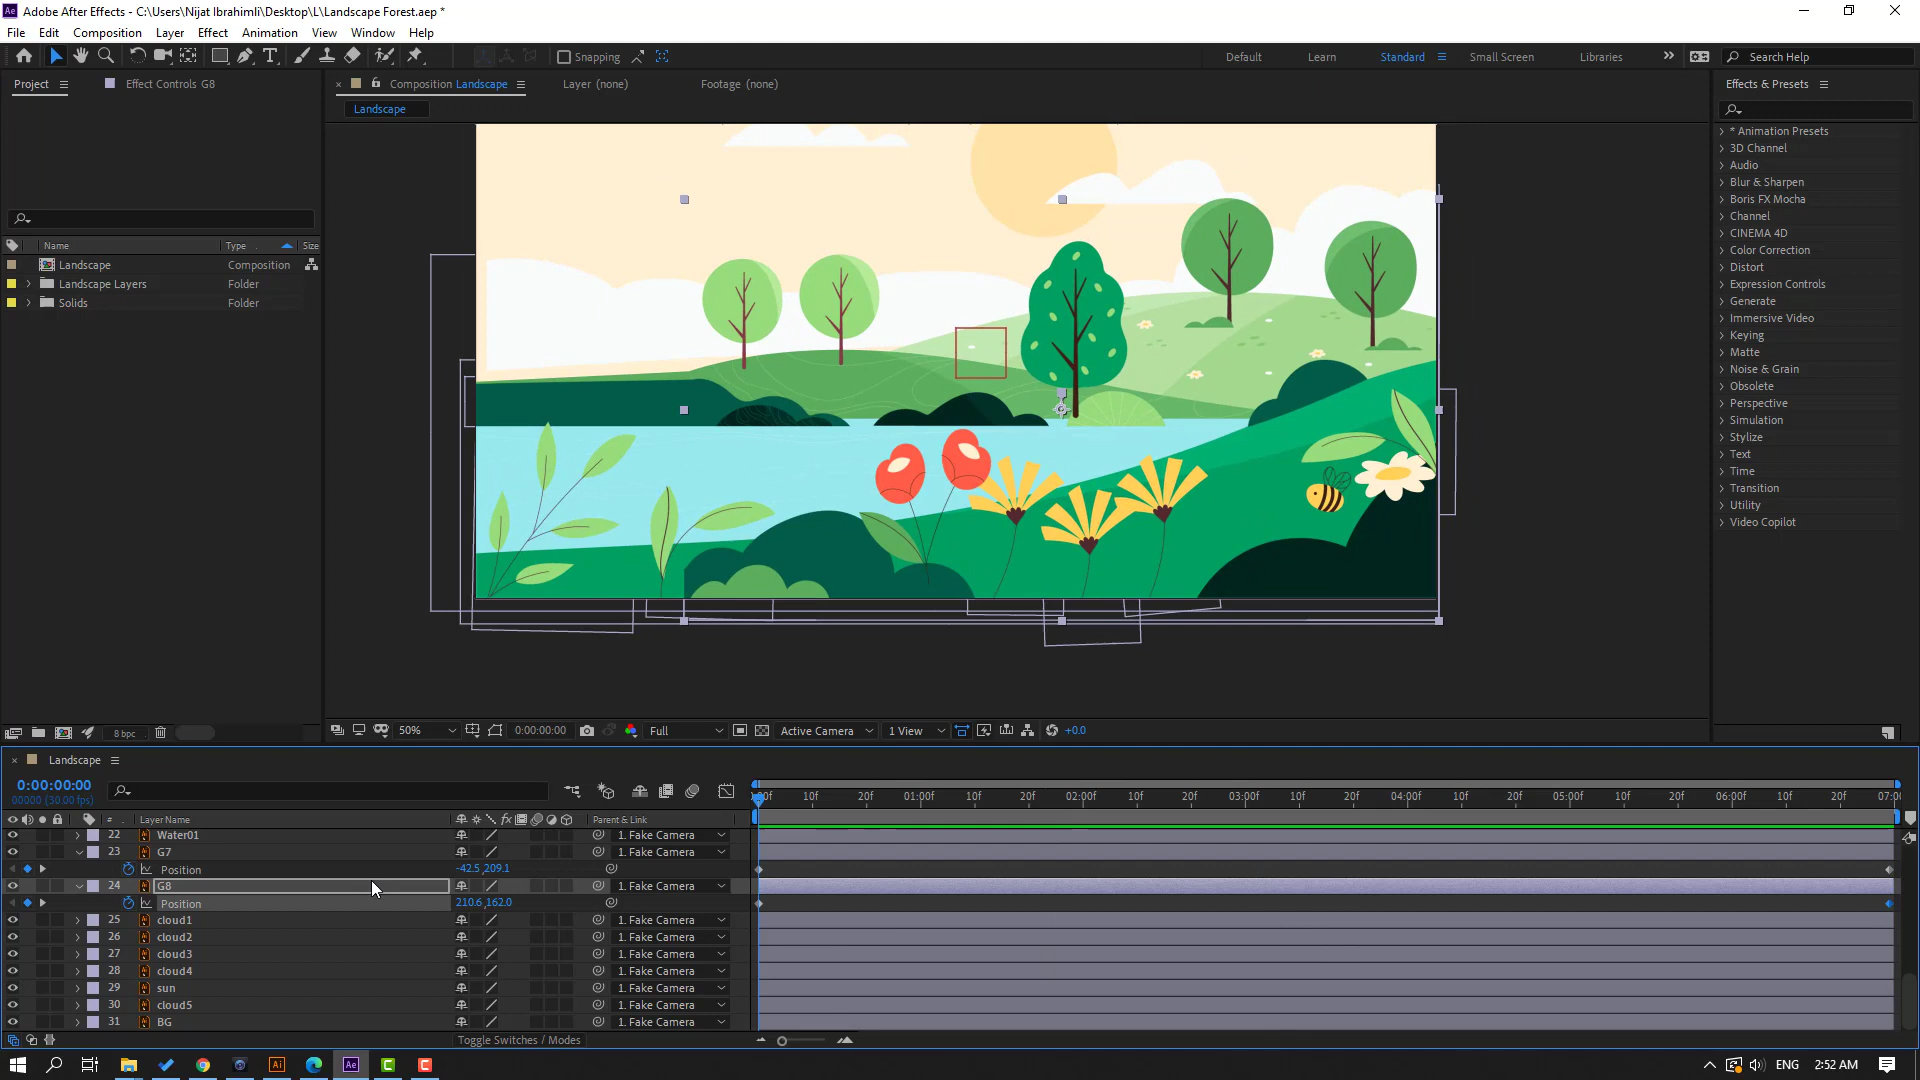 Adobe After Effects - C:\Users\Nijat Ibrahimli\Desktop\L\Landscape Forest.aep *
File Edit Composition Layer Effect Animation View Window Help
Snapping Default Learn Standard Small Screen Libraries Search Help
Project Effect Controls G8 Composition Landscape Layer (none) Footage (none) Effects & Presets
Landscape
* Animation Presets
3D Channel
Audio
Blur & Sharpen
Boris FX Mocha
Channel
CINEMA 4D
Color Correction
Distort
Expression Controls
Generate
Immersive Video
Keying
Matte
Noise & Grain
Obsolete
Perspective
Simulation
Stylize
Text
Time
Transition
Utility
Video Copilot
Name Type Size
Landscape Composition
Landscape Layers Folder
Solids Folder
8 bpc 50% 0:00:00:00 Full Active Camera 1 View +0.0
Landscape
0:00:00:00
00000 (30.00 fps)
:00f 10f 20f 01:00f 10f 20f 02:00f 10f 20f 03:00f 10f 20f 04:00f 10f 20f 05:00f 10f 20f 06:00f 10f 20f 07:00
# Layer Name Parent & Link
22 Water01 1. Fake Camera
23 G7 1. Fake Camera
Position -42.5,209.1
24 G8 1. Fake Camera
Position 210.6,162.0
25 cloud1 1. Fake Camera
26 cloud2 1. Fake Camera
27 cloud3 1. Fake Camera
28 cloud4 1. Fake Camera
29 sun 1. Fake Camera
30 cloud5 1. Fake Camera
31 BG 1. Fake Camera
Toggle Switches / Modes
ENG 2:52 AM